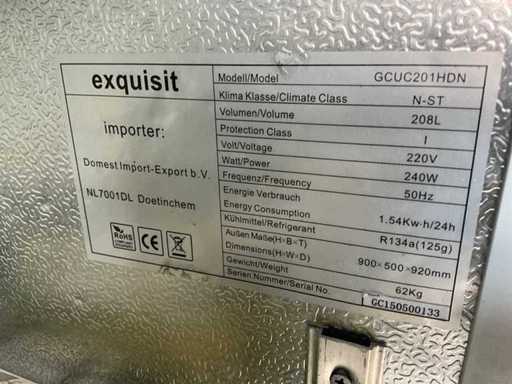 exquisit
importer:
Domest Import-Export b.V.
NL7001DL Doetinchem
RoHS
CE
Modell/Model GCUC201HDN
Klima Klasse/Climate Class N-ST
Volumen/Volume 208L
Protection Class I
Volt/Voltage 220V
Watt/Power 240W
Frequenz/Frequency 50Hz
Energie Verbrauch
Energy Consumption 1.54Kw·h/24h
Kühlmittel/Refrigerant R134a(125g)
Außen Maße(H×B×T)
Dimensions(H×W×D) 900×500×920mm
Gewicht/Weight 62Kg
Serien Nummer/Serial No. GC150500133